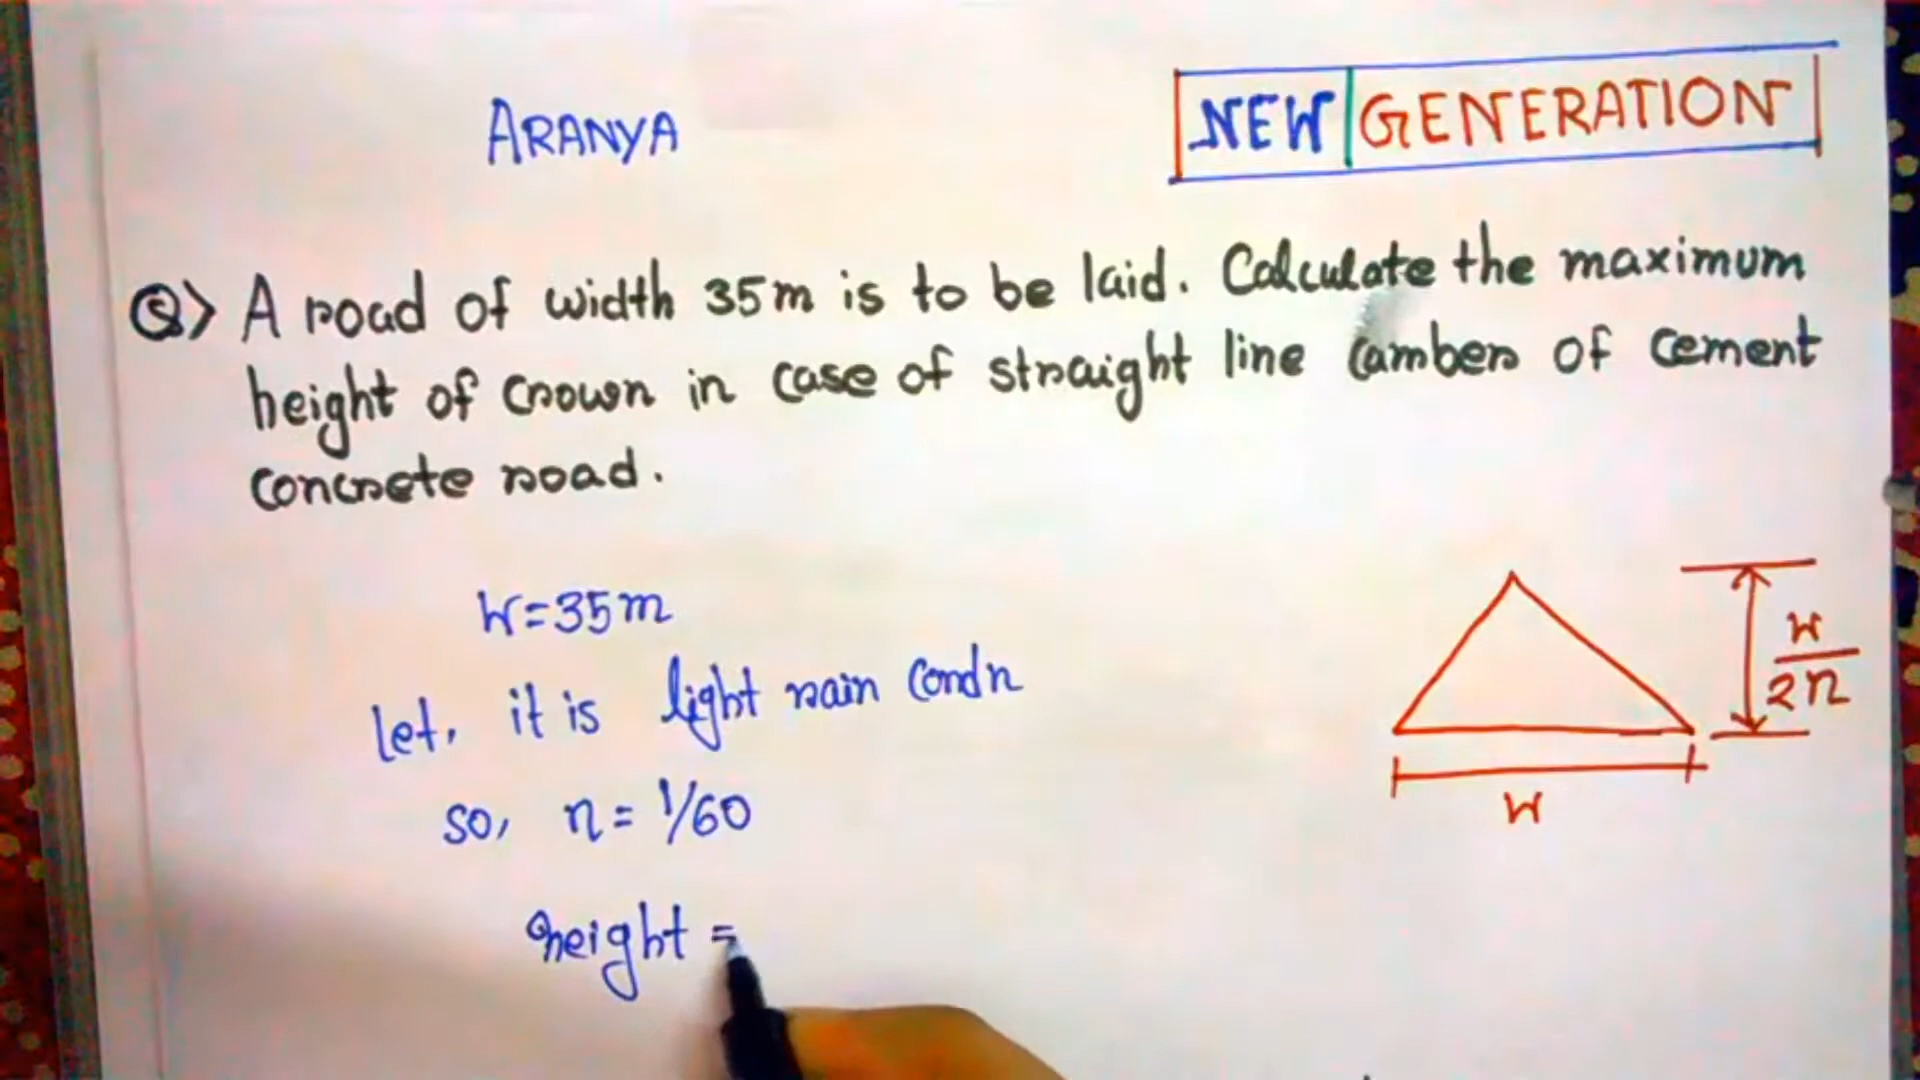 ARANYA
NEW GENERATION
Q> A road of width 35m is to be laid. Calculate the maximum
height of crown in case of straight line camber of cement
concrete road.
W=35m
let, it is light rain condn
so, n = 1/60
height =
W
2n
W